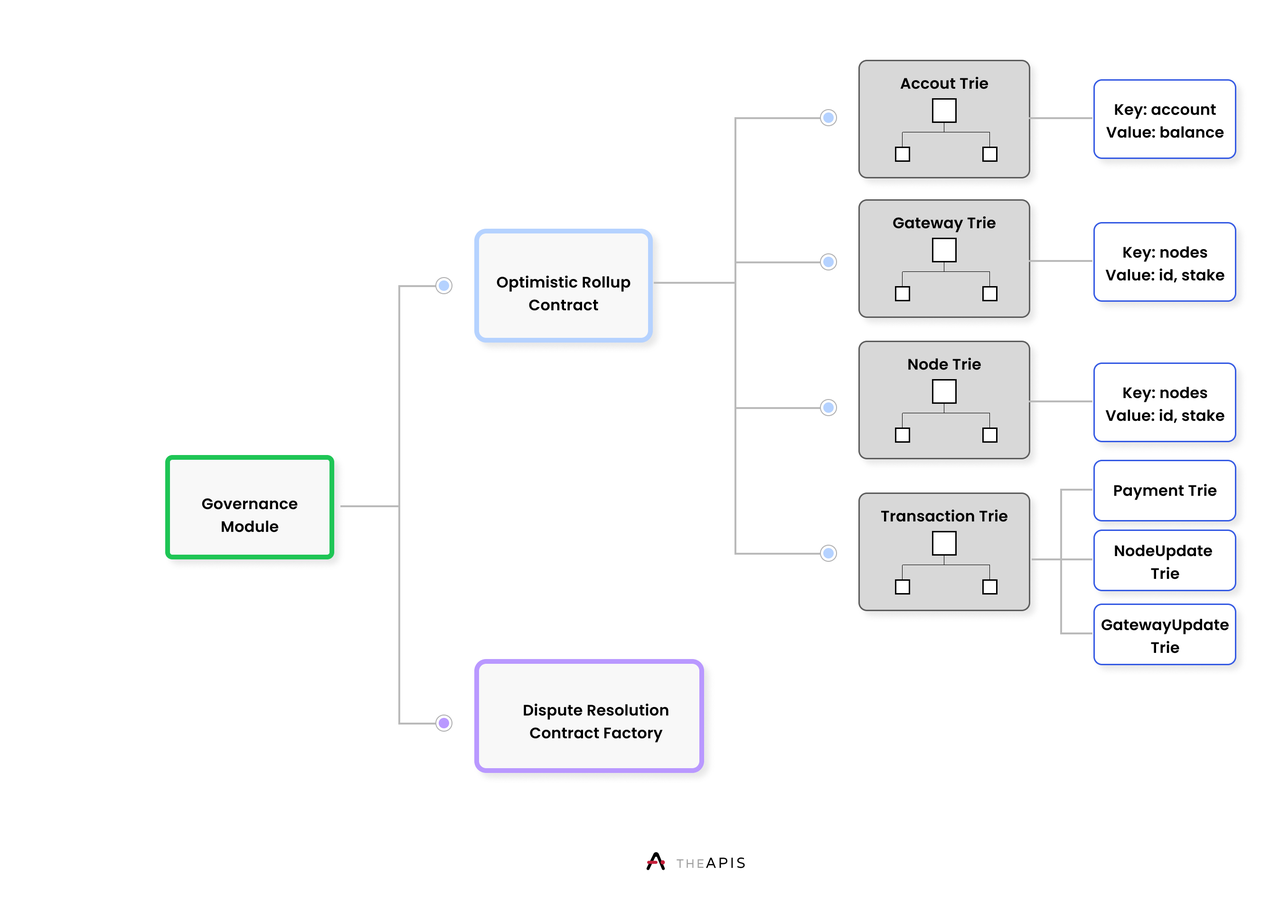 Accout Trie
Key: account
Value: balance
Gateway Trie
Key: nodes
Value: id, stake
Optimistic Rollup
Contract
Node Trie
Key: nodes
Value: id, stake
Governance
Module
Transaction Trie
Payment Trie
NodeUpdate
Trie
GatewayUpdate
Trie
Dispute Resolution
Contract Factory
THEAPIS